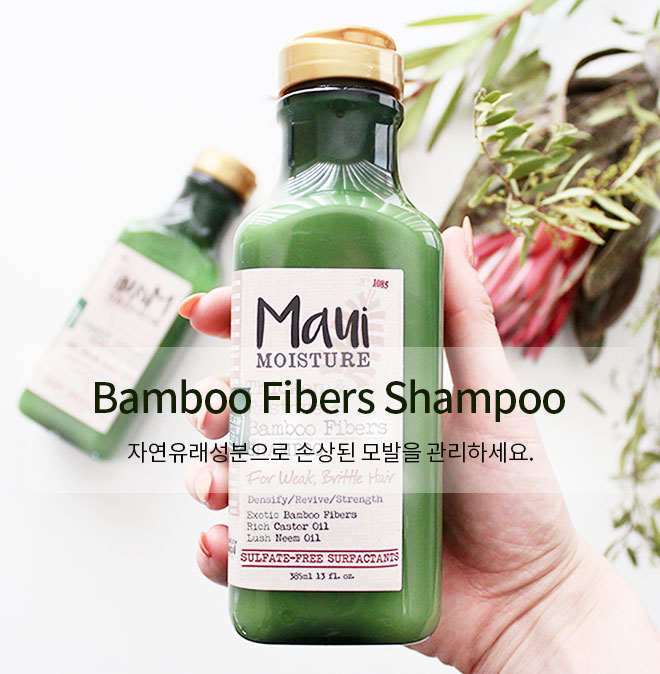 1085
Maui
MOISTURE
Bamboo Fibers Shampoo
Bamboo Fibers
자연유래성분으로 손상된 모발을 관리하세요.
For Weak, Brittle Hair
Densify/Revive/Strength
Exotic Bamboo Fibers
Rich Castor Oil
Lush Neem Oil
SULFATE-FREE SURFACTANTS
385ml 13 fl. oz.